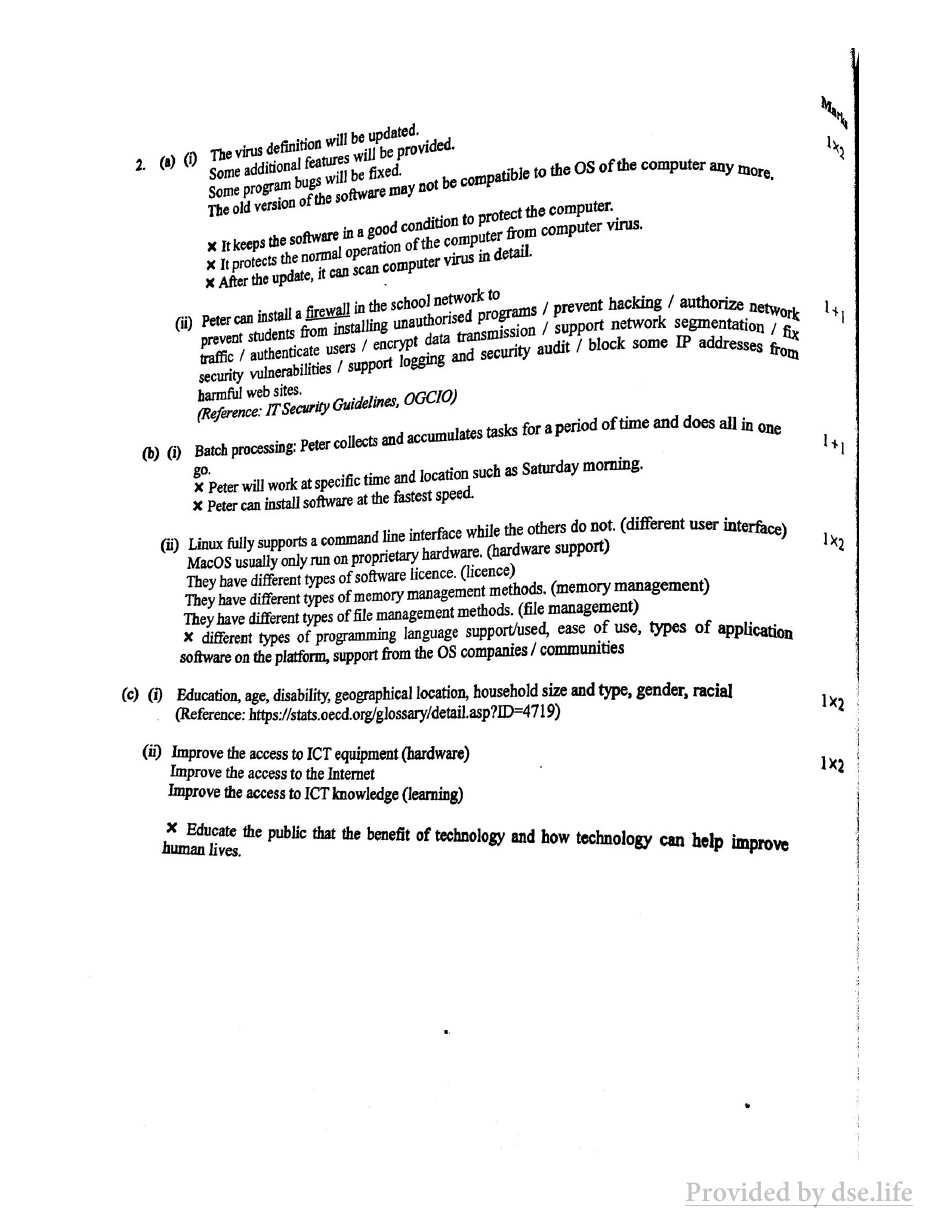 Marks
2. (a) (i) The virus definition will be updated. 1×2
Some additional features will be provided.
Some program bugs will be fixed.
The old version of the software may not be compatible to the OS of the computer any more.
✗ It keeps the software in a good condition to protect the computer.
✗ It protects the normal operation of the computer from computer virus.
✗ After the update, it can scan computer virus in detail.
(ii) Peter can install a firewall in the school network to 1+1
prevent students from installing unauthorised programs / prevent hacking / authorize network
traffic / authenticate users / encrypt data transmission / support network segmentation / fix
security vulnerabilities / support logging and security audit / block some IP addresses from
harmful web sites.
(Reference: IT Security Guidelines, OGCIO)
(b) (i) Batch processing: Peter collects and accumulates tasks for a period of time and does all in one 1+1
go.
✗ Peter will work at specific time and location such as Saturday morning.
✗ Peter can install software at the fastest speed.
(ii) Linux fully supports a command line interface while the others do not. (different user interface) 1×2
MacOS usually only run on proprietary hardware. (hardware support)
They have different types of software licence. (licence)
They have different types of memory management methods. (memory management)
They have different types of file management methods. (file management)
✗ different types of programming language support/used, ease of use, types of application
software on the platform, support from the OS companies / communities
(c) (i) Education, age, disability, geographical location, household size and type, gender, racial 1×2
(Reference: https://stats.oecd.org/glossary/detail.asp?ID=4719)
(ii) Improve the access to ICT equipment (hardware) 1×2
Improve the access to the Internet
Improve the access to ICT knowledge (learning)
✗ Educate the public that the benefit of technology and how technology can help improve
human lives.
Provided by dse.life